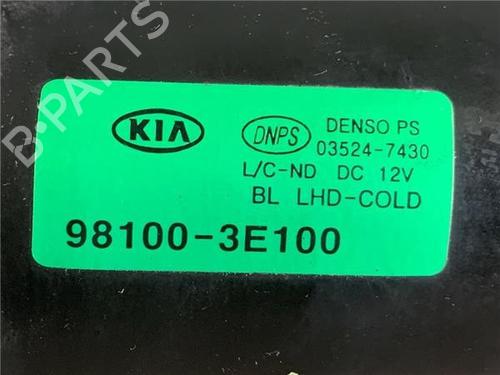 B-PARTS
KIA
DNPS
DENSO PS
03524-7430
L/C-ND DC 12V
BL LHD-COLD
98100-3E100